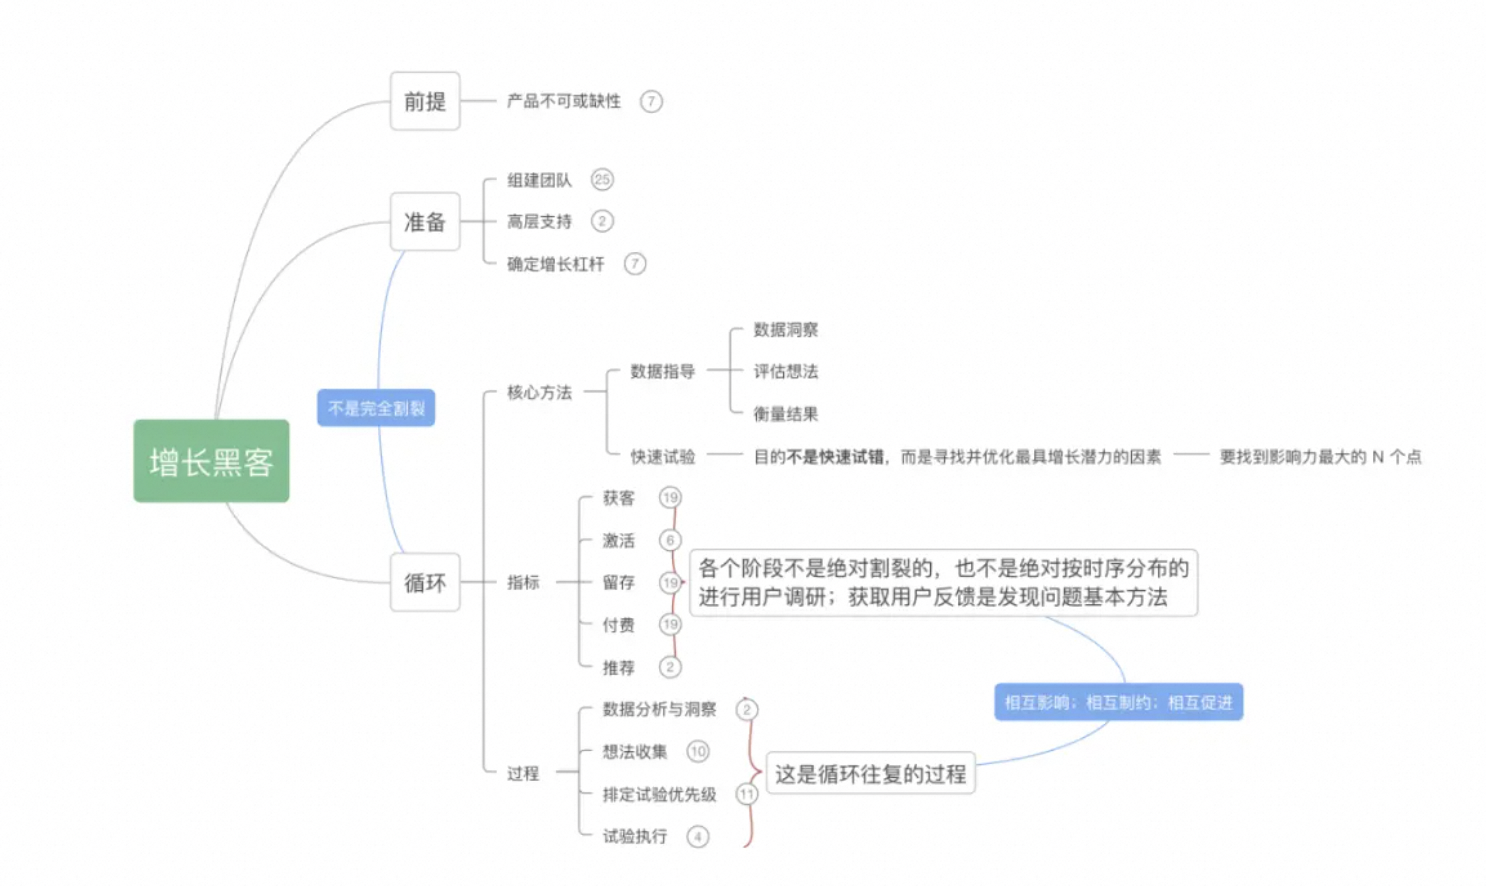 前提
产品不可或缺性 7
准备
组建团队 25
高层支持 2
确定增长杠杆 7
不是完全割裂
增长黑客
循环
核心方法
数据指导
数据洞察
评估想法
衡量结果
快速试验
目的不是快速试错，而是寻找并优化最具增长潜力的因素
要找到影响力最大的 N 个点
指标
获客 19
激活 6
留存 19
付费 19
推荐 2
各个阶段不是绝对割裂的，也不是绝对按时序分布的
进行用户调研；获取用户反馈是发现问题基本方法
相互影响；相互制约；相互促进
过程
数据分析与洞察 2
想法收集 10
排定试验优先级 11
试验执行 4
这是循环往复的过程